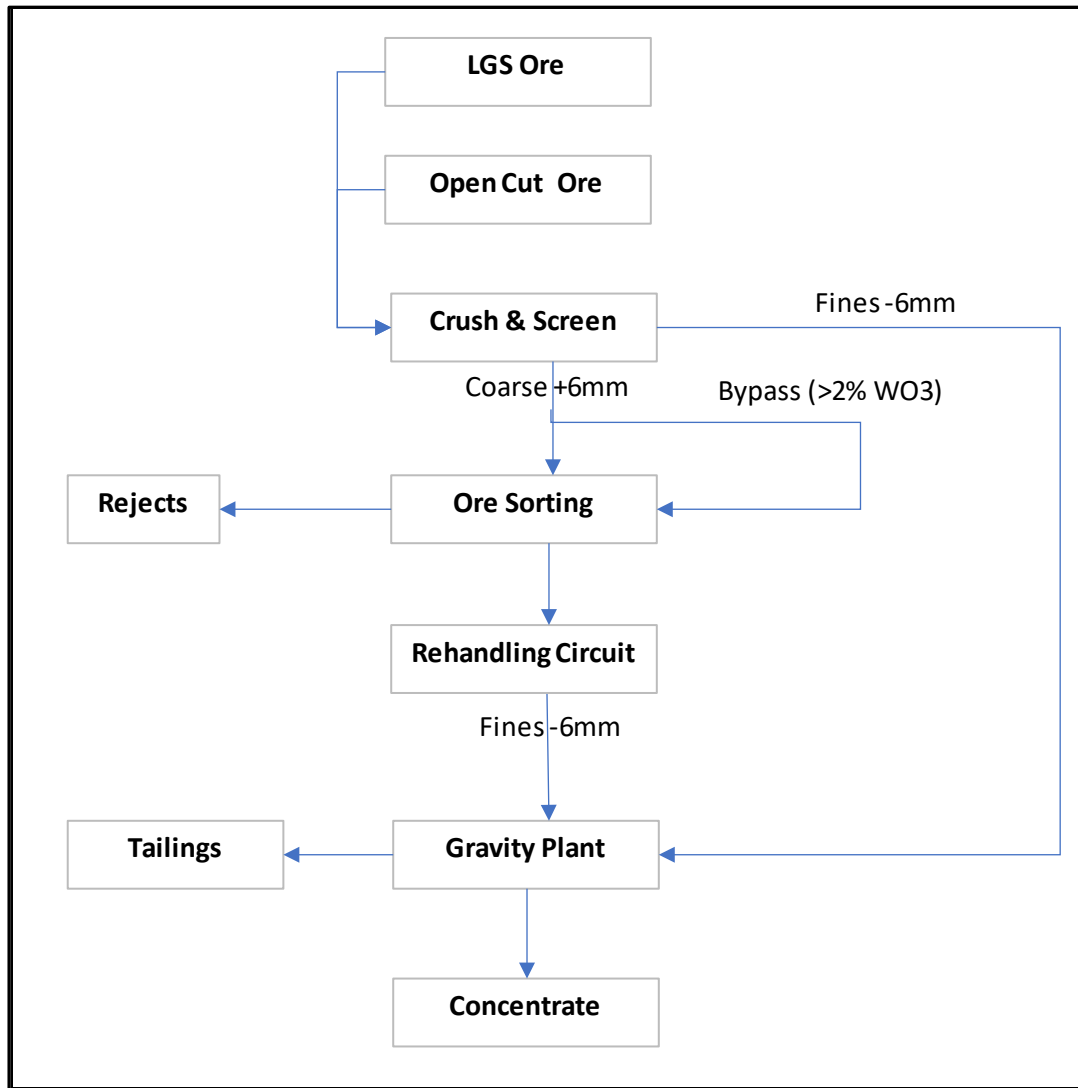 LGS Ore
Open Cut Ore
Crush & Screen
Fines -6mm
Coarse +6mm
Bypass (>2% WO3)
Rejects
Ore Sorting
Rehandling Circuit
Fines -6mm
Tailings
Gravity Plant
Concentrate